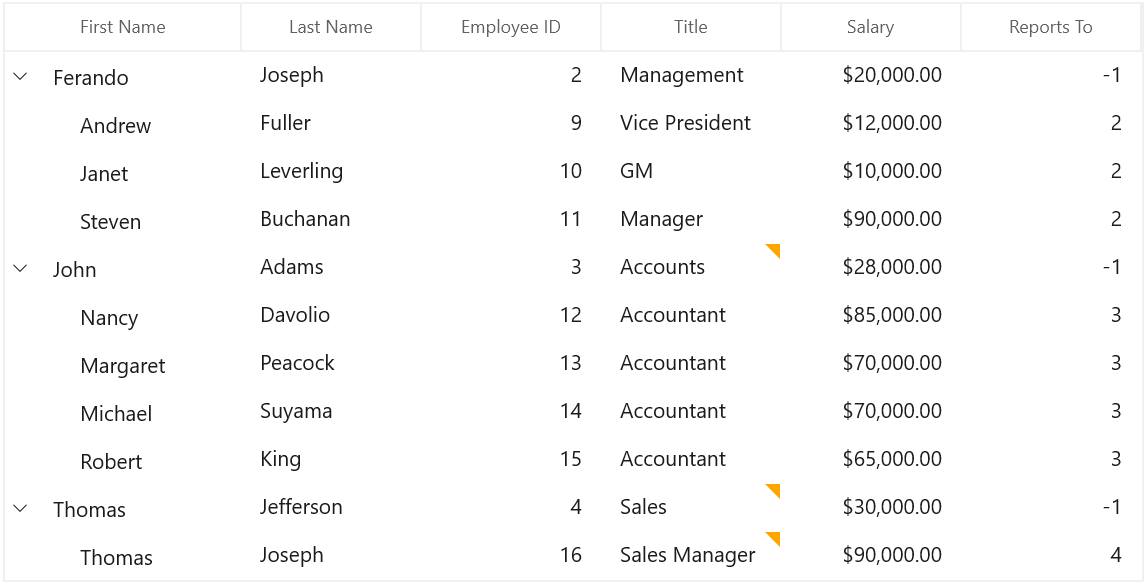 First Name Last Name Employee ID Title Salary Reports To
Ferando Joseph 2 Management $20,000.00 -1
Andrew Fuller 9 Vice President $12,000.00 2
Janet Leverling 10 GM $10,000.00 2
Steven Buchanan 11 Manager $90,000.00 2
John Adams 3 Accounts $28,000.00 -1
Nancy Davolio 12 Accountant $85,000.00 3
Margaret Peacock 13 Accountant $70,000.00 3
Michael Suyama 14 Accountant $70,000.00 3
Robert King 15 Accountant $65,000.00 3
Thomas Jefferson 4 Sales $30,000.00 -1
Thomas Joseph 16 Sales Manager $90,000.00 4